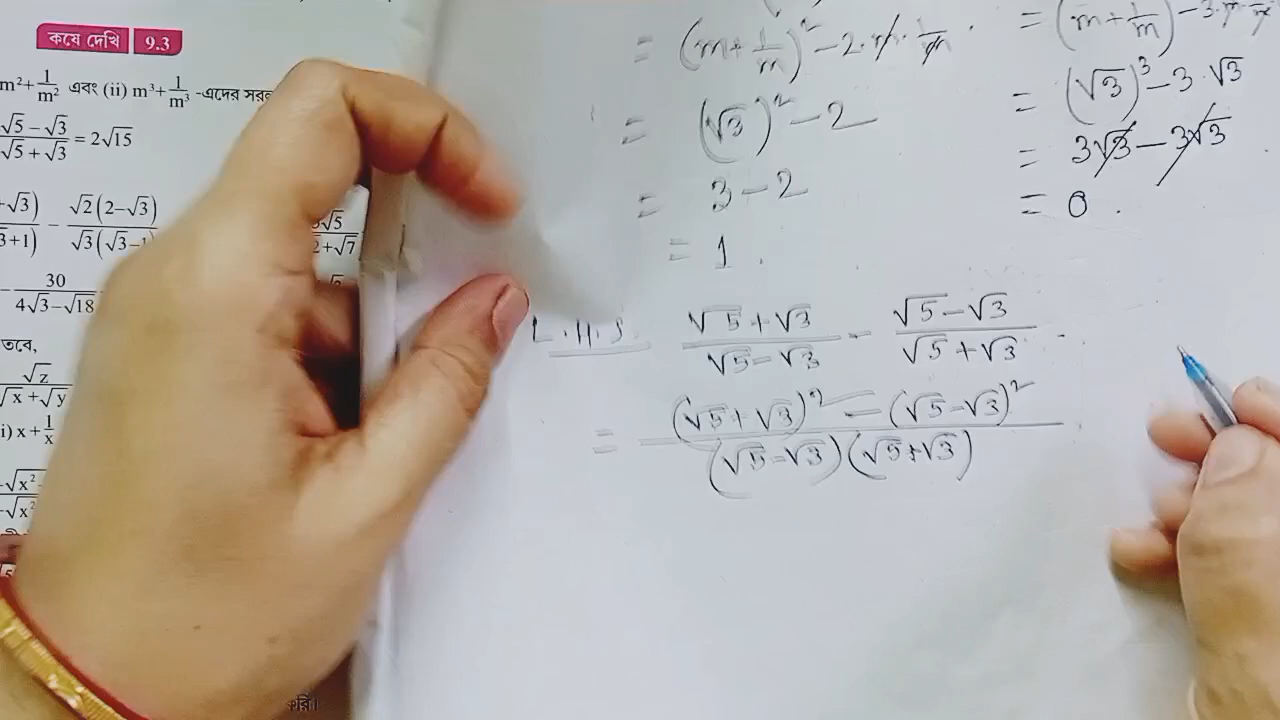 কষে দেখি 9.3
m²+1/m² এবং (ii) m³+1/m³ -এদের সরল
√5−√3/√5+√3 = 2√15
+√3)/3+1) − √2(2−√3)/√3(√3−1
√5/2+√7
30/4√3−√18
তবে,
√z/√x+√y
i) x+1/x
√x²
√x²
করি।
= (m+1/m)² − 2·m·1/m .
= (√3)² − 2
= 3 − 2
= 1 .
= (m+1/m) − 3·m·1/m
= (√3)³ − 3·√3
= 3√3 − 3√3
= 0 .
L.H.S. √5+√3/√5−√3 − √5−√3/√5+√3 .
= (√5+√3)² − (√5−√3)²/(√5−√3)(√5+√3)